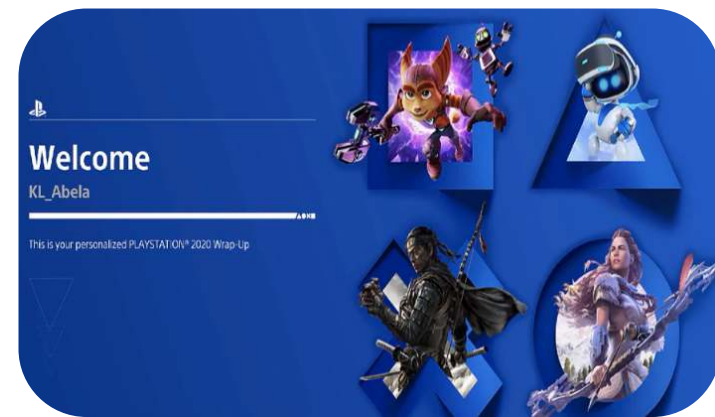 Welcome
KL_Abela
This is your personalized PLAYSTATION® 2020 Wrap-Up